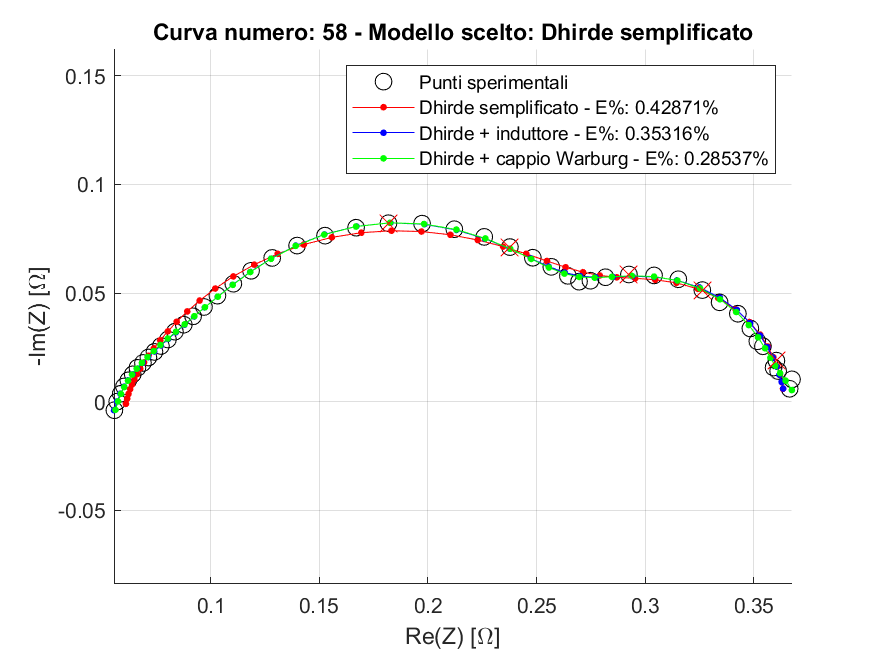 Curva numero: 58 - Modello scelto: Dhirde semplificato
0.15
0.1
0.05
0
-0.05
-Im(Z) [Ω]
Punti sperimentali
Dhirde semplificato - E%: 0.42871%
Dhirde + induttore - E%: 0.35316%
Dhirde + cappio Warburg - E%: 0.28537%
0.1 0.15 0.2 0.25 0.3 0.35
Re(Z) [Ω]